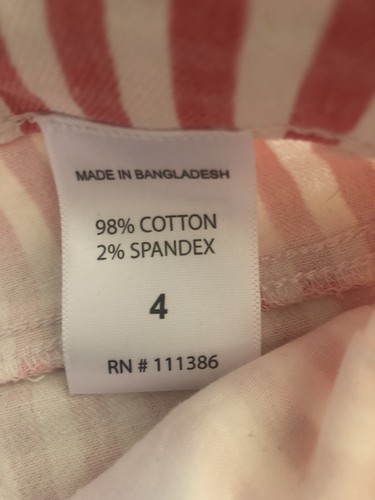 MADE IN BANGLADESH
98% COTTON
2% SPANDEX
4
RN # 111386